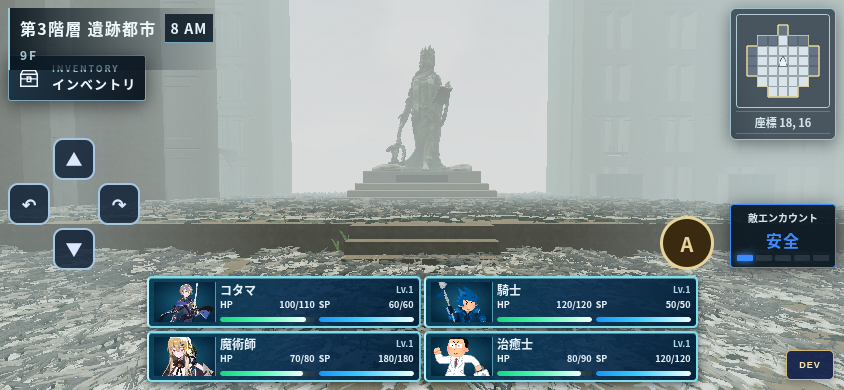 第3階層 遺跡都市
8 AM
9F
INVENTORY
インベントリ
座標 18, 16
敵エンカウント
安全
A
コタマ Lv.1
HP 100/110 SP 60/60
騎士 Lv.1
HP 120/120 SP 50/50
魔術師 Lv.1
HP 70/80 SP 180/180
治癒士 Lv.1
HP 80/90 SP 120/120
DEV